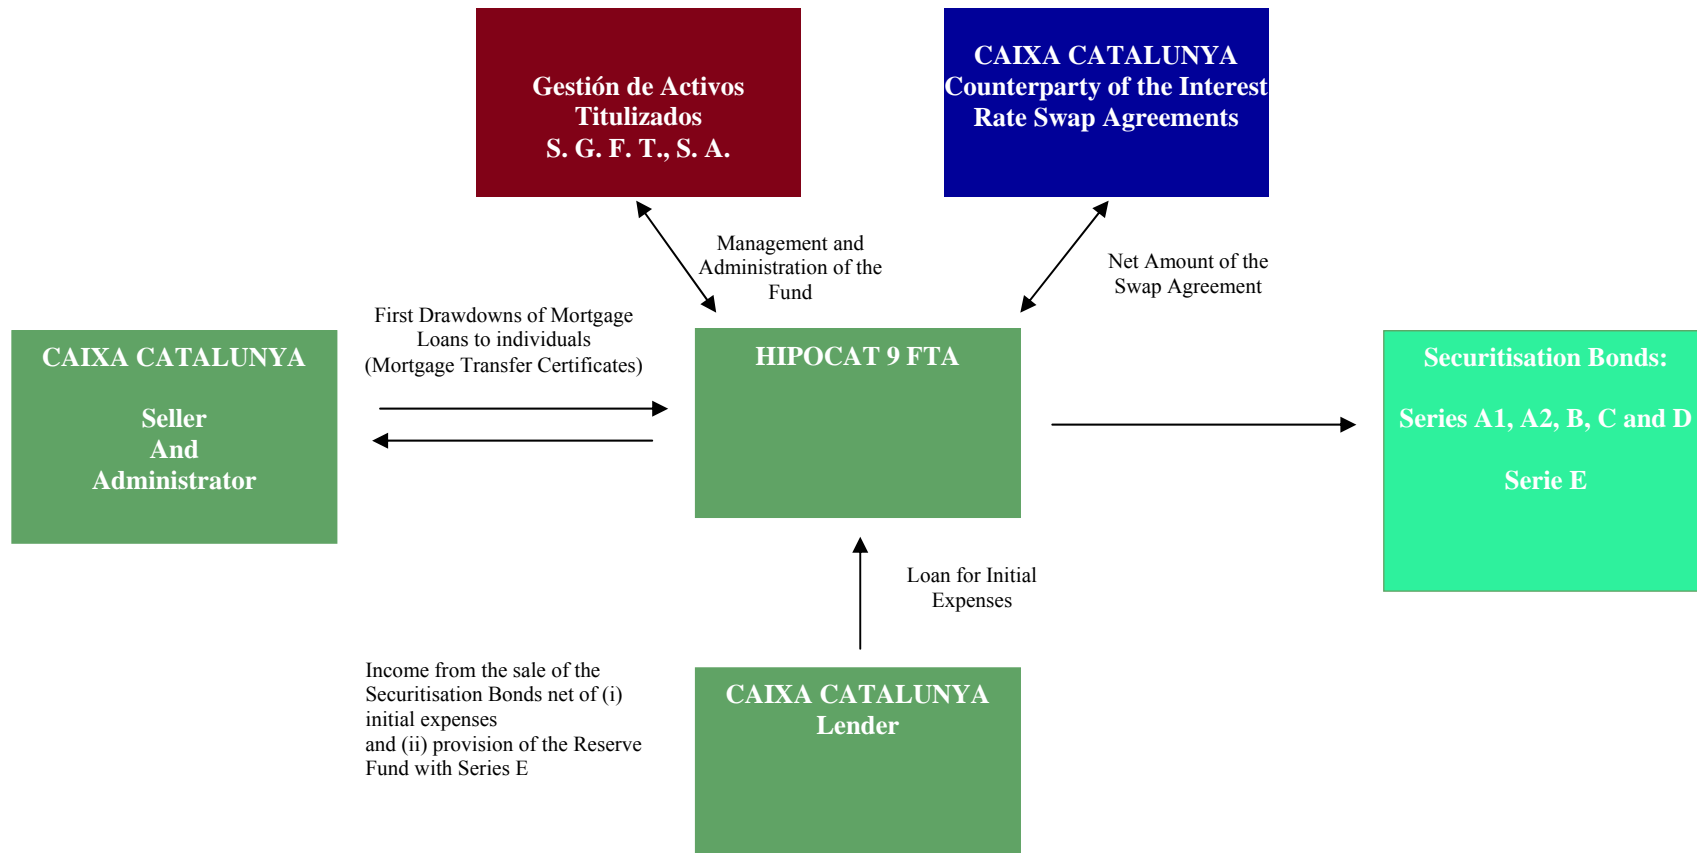 Gestión de Activos
Titulizados
S. G. F. T., S. A.
CAIXA CATALUNYA
Counterparty of the Interest
Rate Swap Agreements
Management and
Administration of the
Fund
Net Amount of the
Swap Agreement
First Drawdowns of Mortgage
Loans to individuals
(Mortgage Transfer Certificates)
CAIXA CATALUNYA
Seller
And
Administrator
HIPOCAT 9 FTA
Securitisation Bonds:
Series A1, A2, B, C and D
Serie E
Loan for Initial
Expenses
Income from the sale of the
Securitisation Bonds net of (i)
initial expenses
and (ii) provision of the Reserve
Fund with Series E
CAIXA CATALUNYA
Lender